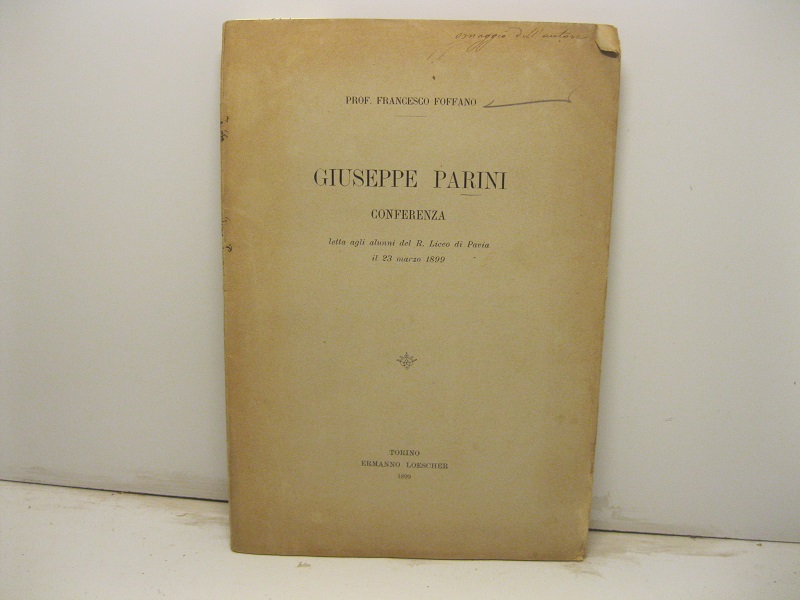 omaggio dell'autore
PROF. FRANCESCO FOFFANO
GIUSEPPE PARINI
CONFERENZA
letta agli alunni del R. Liceo di Pavia
il 23 marzo 1899
TORINO
ERMANNO LOESCHER
1899